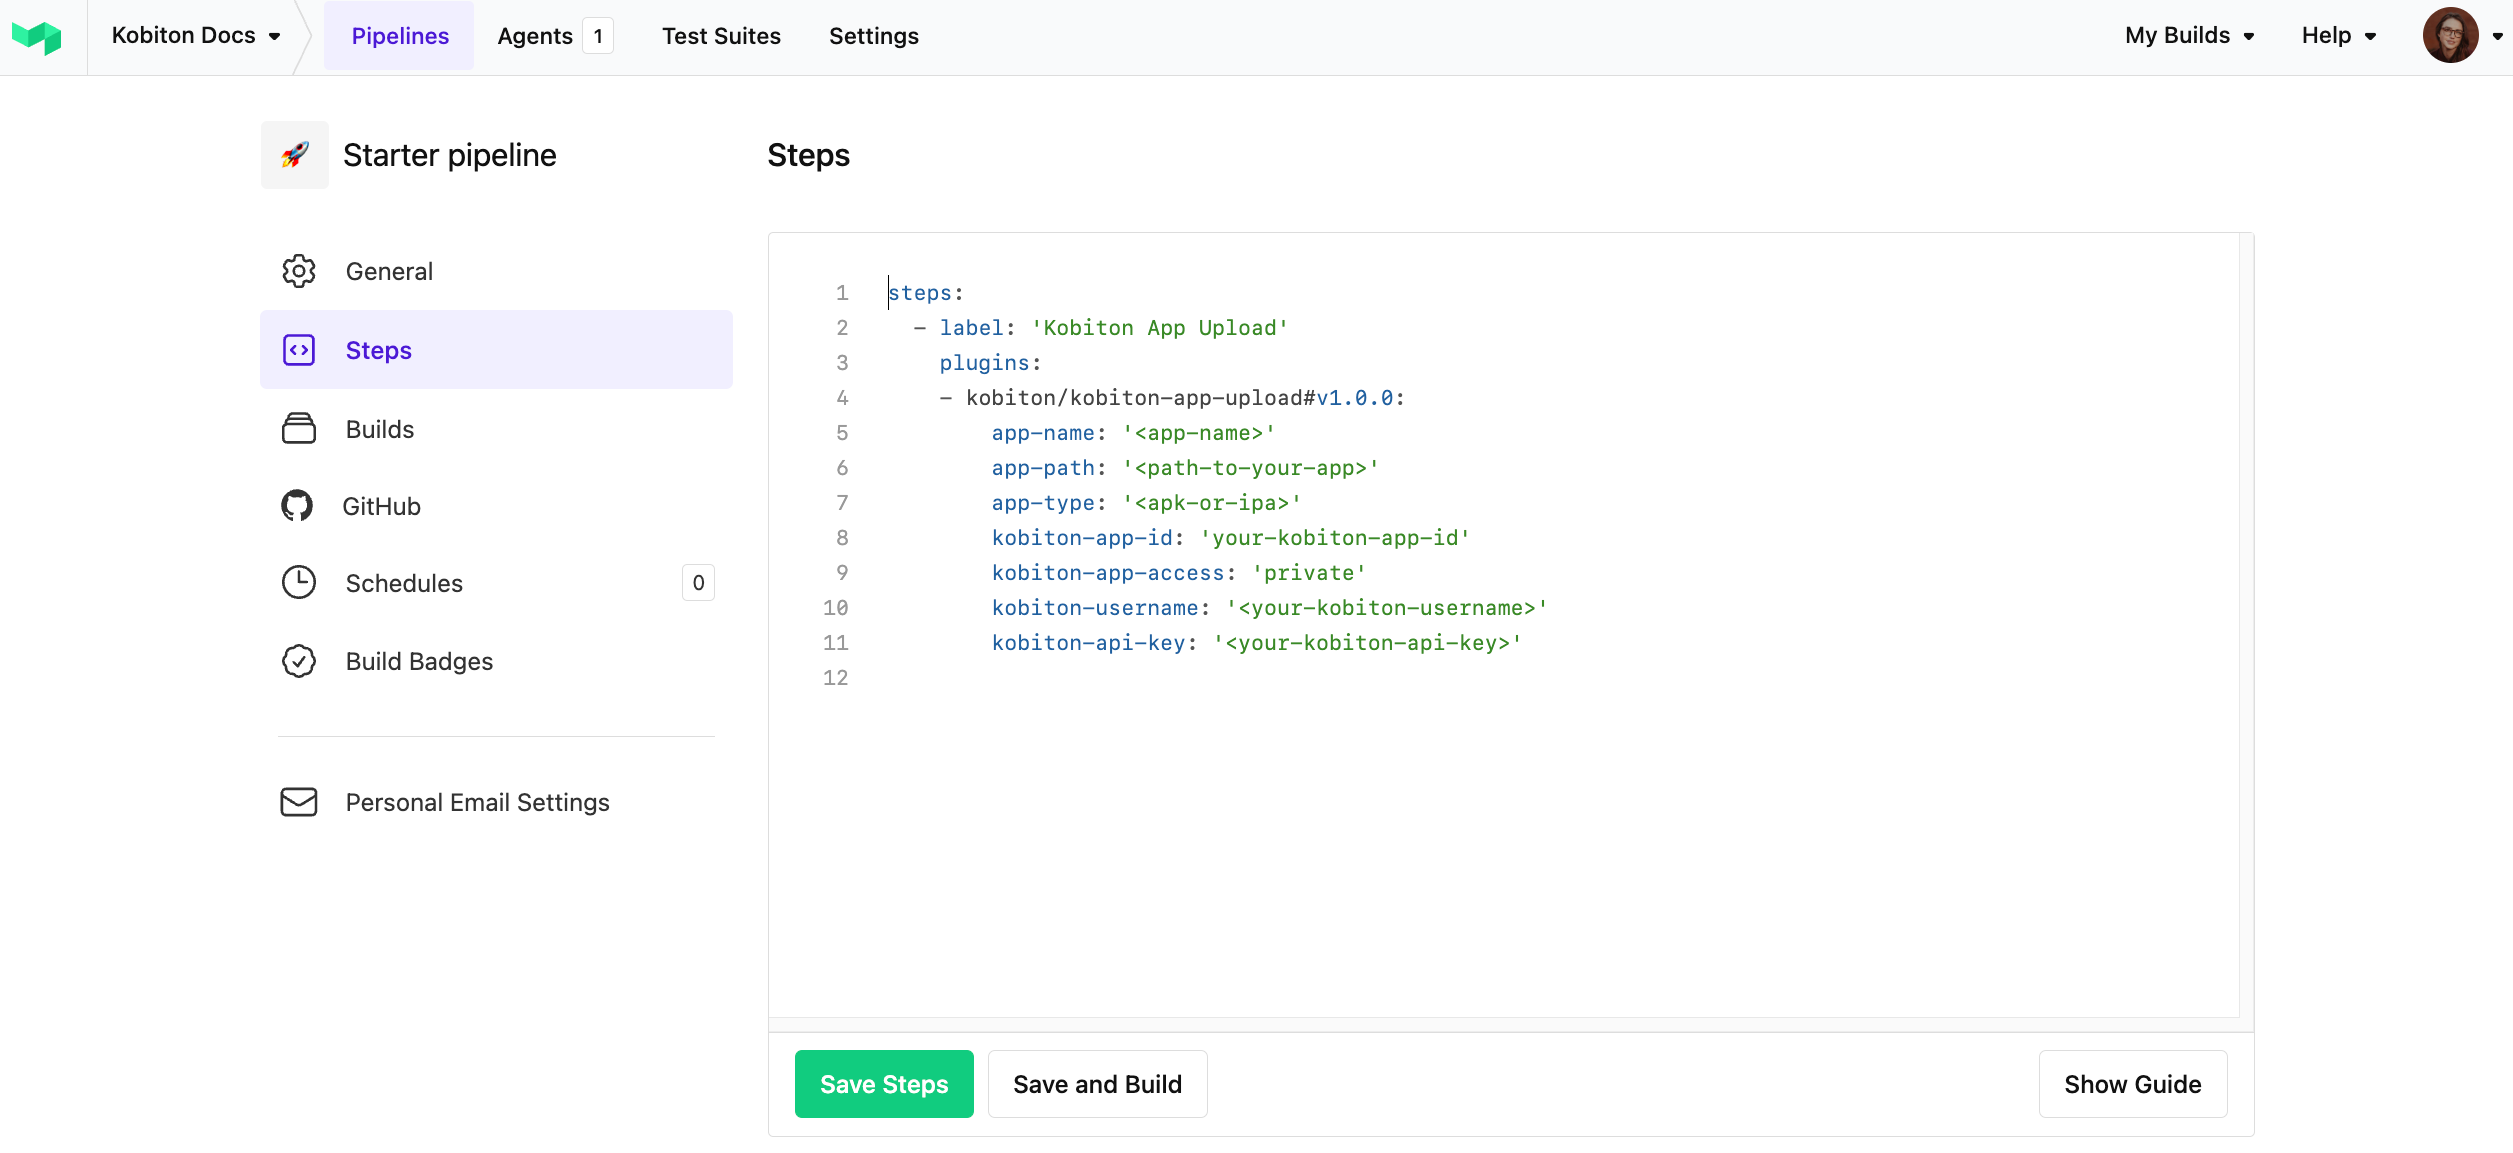 Kobiton Docs
Pipelines
Agents 1
Test Suites
Settings
My Builds
Help
Starter pipeline
General
Steps
Builds
GitHub
Schedules 0
Build Badges
Personal Email Settings
Steps
1 steps:
2   - label: 'Kobiton App Upload'
3     plugins:
4     - kobiton/kobiton-app-upload#v1.0.0:
5         app-name: '<app-name>'
6         app-path: '<path-to-your-app>'
7         app-type: '<apk-or-ipa>'
8         kobiton-app-id: 'your-kobiton-app-id'
9         kobiton-app-access: 'private'
10         kobiton-username: '<your-kobiton-username>'
11         kobiton-api-key: '<your-kobiton-api-key>'
12
Save Steps
Save and Build
Show Guide